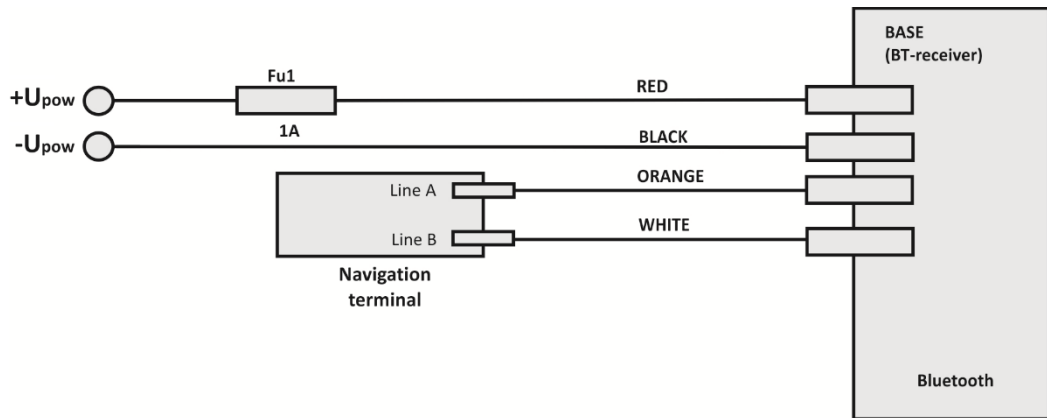 BASE
(BT-receiver)
Fu1
+Upow
RED
1A
-Upow
BLACK
Line A
ORANGE
Line B
WHITE
Navigation
terminal
Bluetooth